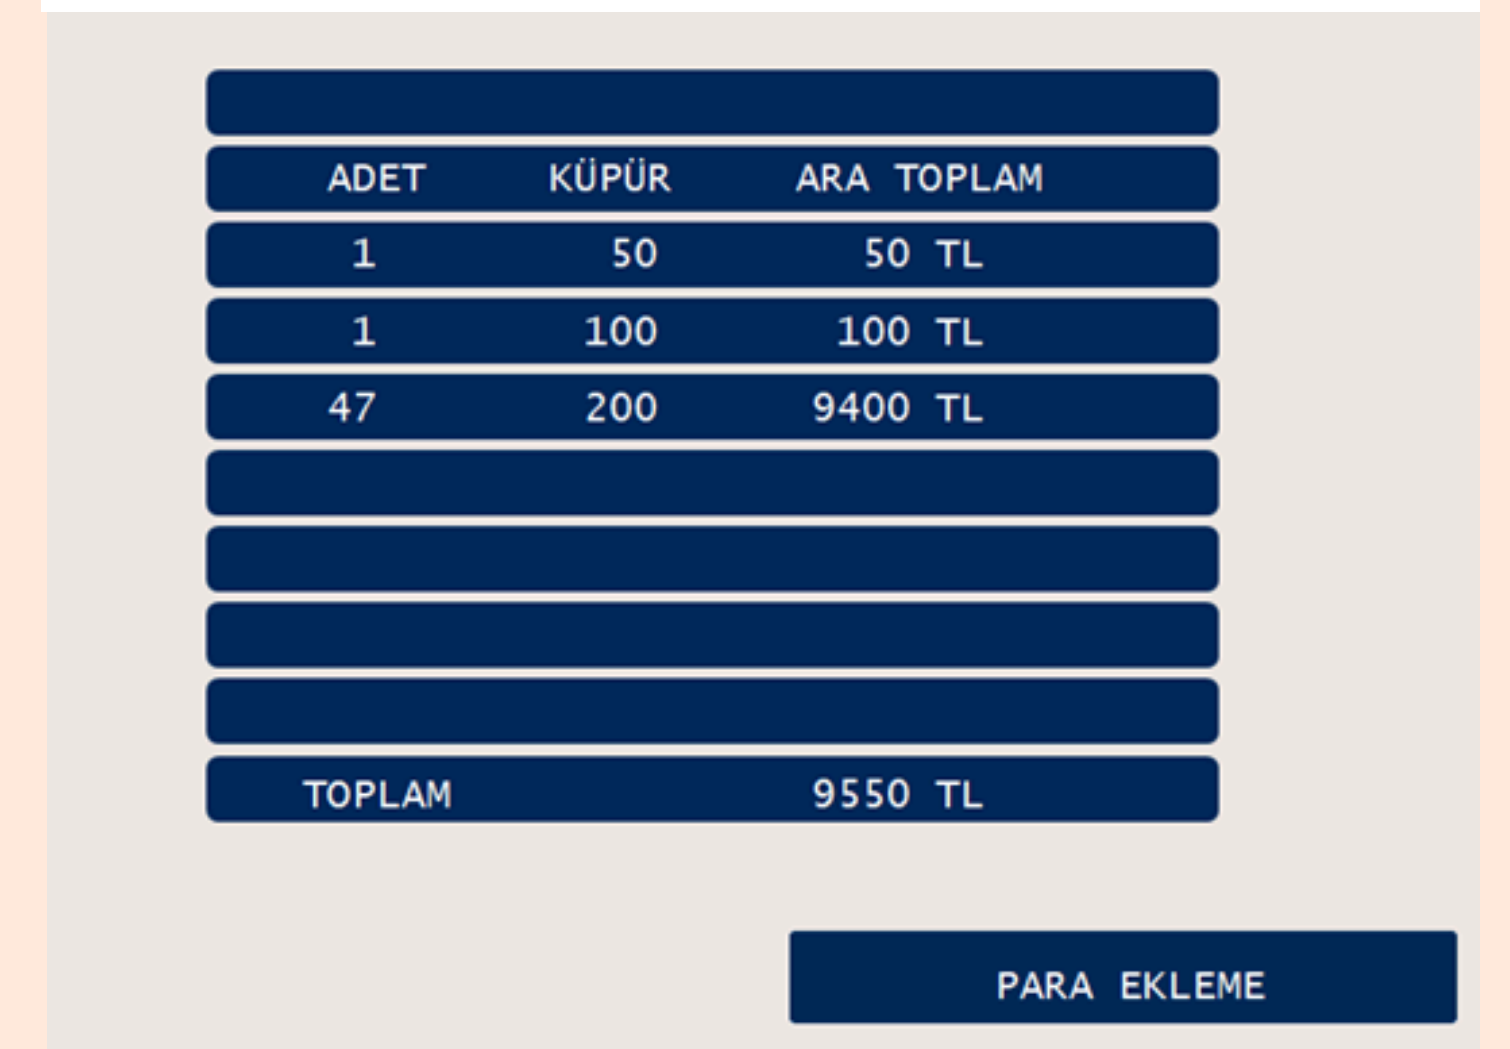 ADET KÜPÜR ARA TOPLAM
1 50 50 TL
1 100 100 TL
47 200 9400 TL
TOPLAM 9550 TL
PARA EKLEME